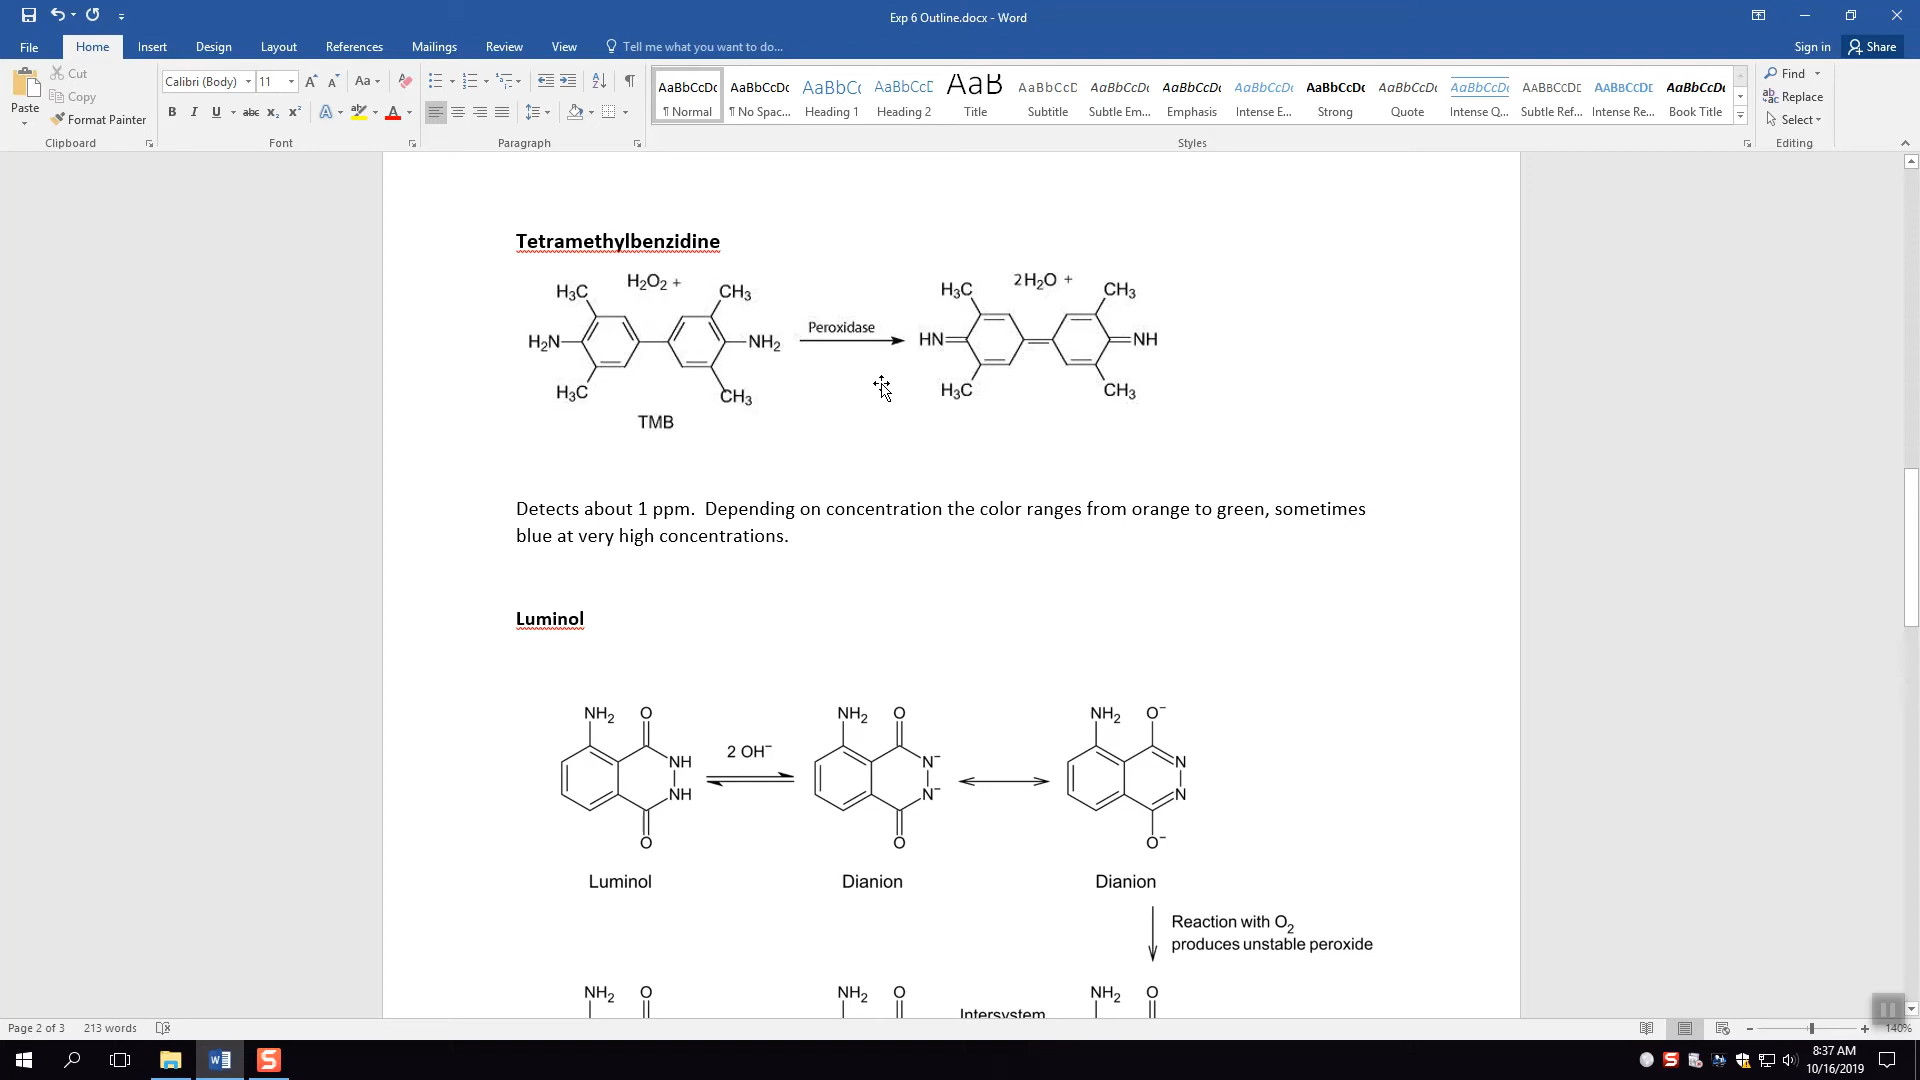 Exp 6 Outline.docx - Word
File Home Insert Design Layout References Mailings Review View Tell me what you want to do... Sign in Share
Paste
Cut
Copy
Format Painter
Calibri (Body) 11
Aa
B I U abc x₂ x² A A
AaBbCcDc AaBbCcDc AaBbCc AaBbCcD AaB AaBbCcD AaBbCcDc AaBbCcDc AaBbCcDc AaBbCcDc AaBbCcDc AaBbCcDc AABBCCDD AABBCCDD AaBbCcDc
¶ Normal ¶ No Spac... Heading 1 Heading 2 Title Subtitle Subtle Em... Emphasis Intense E... Strong Quote Intense Q... Subtle Ref... Intense Re... Book Title
Find
Replace
Select
Clipboard Font Paragraph Styles Editing
Tetramethylbenzidine
H₂O₂ + 2H₂O +
H₃C CH₃ H₃C CH₃
Peroxidase
H₂N NH₂ HN NH
H₃C CH₃ H₃C CH₃
TMB
Detects about 1 ppm.  Depending on concentration the color ranges from orange to green, sometimes
blue at very high concentrations.
Luminol
NH₂ O NH₂ O NH₂ O⁻
2 OH⁻
NH N⁻ N
NH N⁻ N
O O O⁻
Luminol Dianion Dianion
Reaction with O₂
produces unstable peroxide
NH₂ O NH₂ O NH₂ O
Intersystem
Page 2 of 3 213 words 140%
8:37 AM
10/16/2019